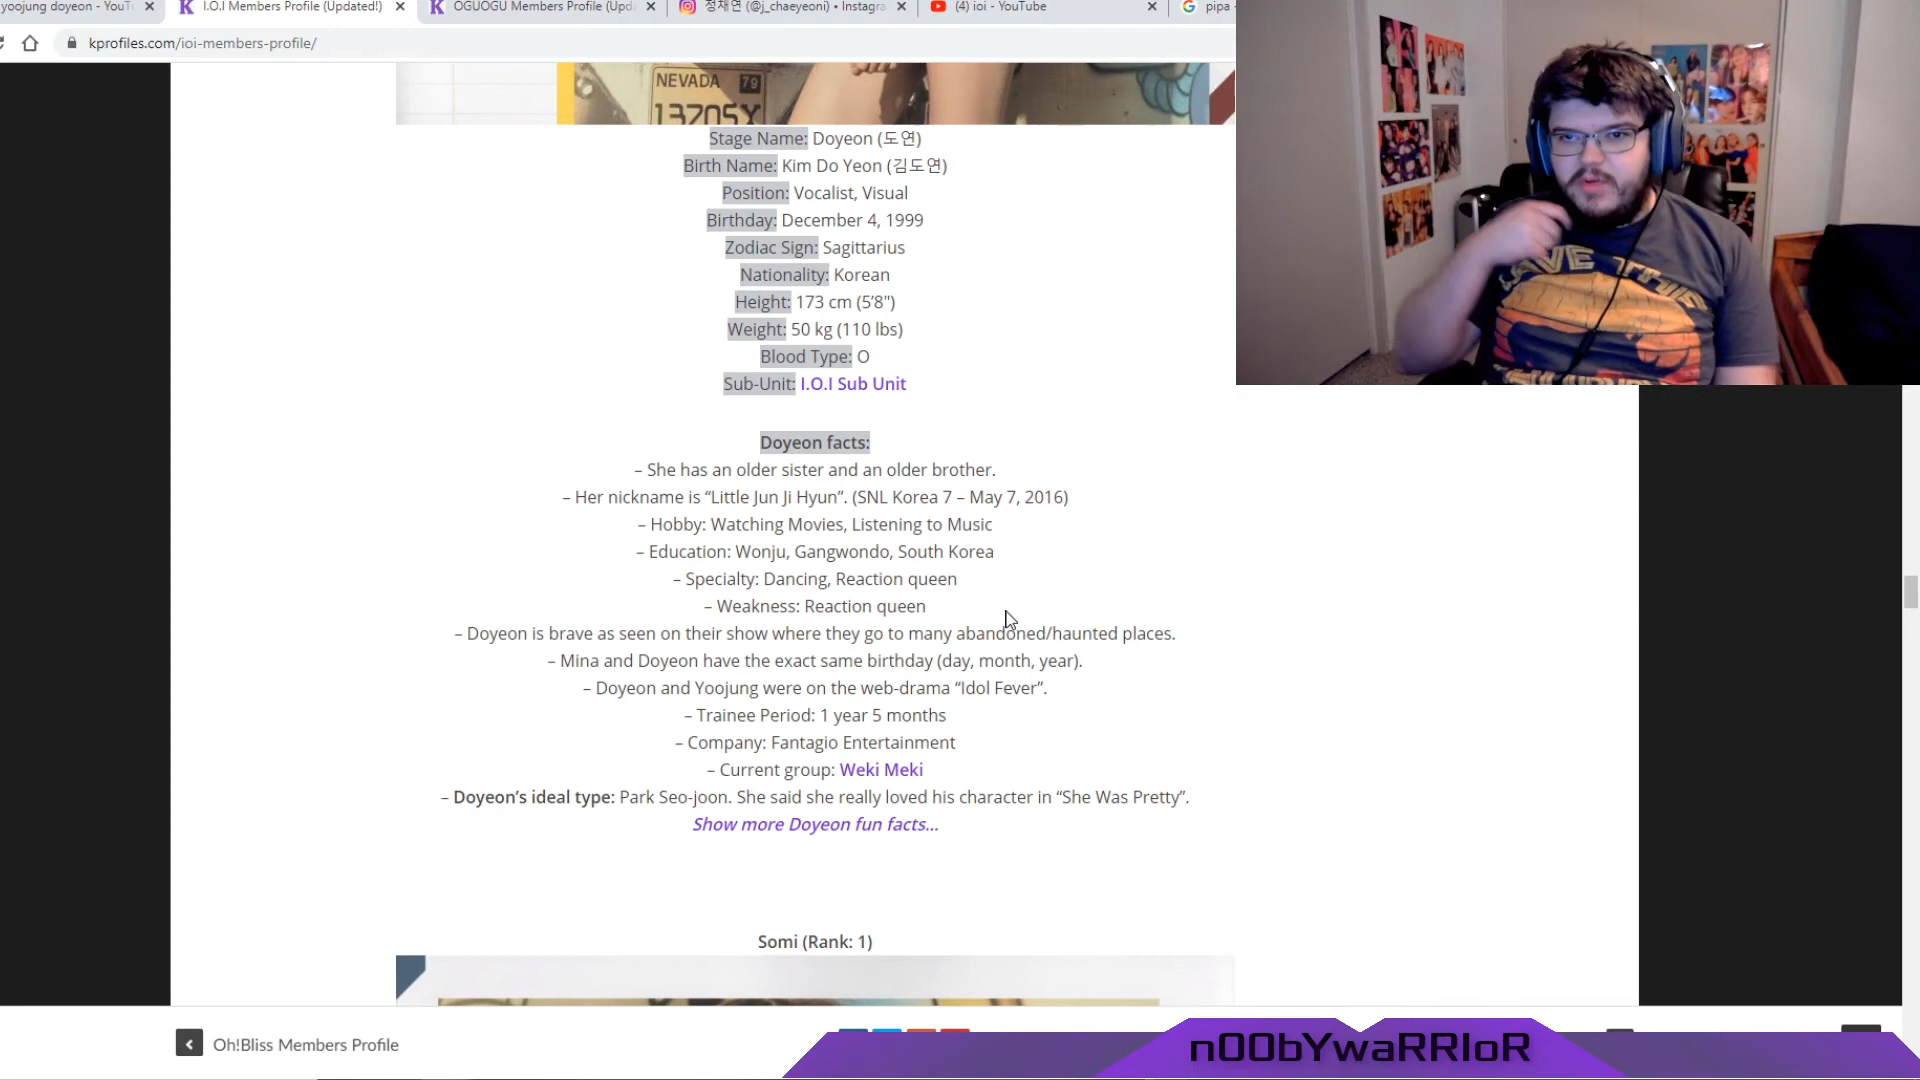 yoojung doyeon - YouT
I.O.I Members Profile (Updated!)
OGUOGU Members Profile (Upda
정채연 (@j_chaeyeoni) • Instagra
(4) ioi - YouTube
pipa -
kprofiles.com/ioi-members-profile/
NEVADA 79
13705X
Stage Name: Doyeon (도연)
Birth Name: Kim Do Yeon (김도연)
Position: Vocalist, Visual
Birthday: December 4, 1999
Zodiac Sign: Sagittarius
Nationality: Korean
Height: 173 cm (5’8")
Weight: 50 kg (110 lbs)
Blood Type: O
Sub-Unit: I.O.I Sub Unit
Doyeon facts:
– She has an older sister and an older brother.
– Her nickname is “Little Jun Ji Hyun”. (SNL Korea 7 – May 7, 2016)
– Hobby: Watching Movies, Listening to Music
– Education: Wonju, Gangwondo, South Korea
– Specialty: Dancing, Reaction queen
– Weakness: Reaction queen
– Doyeon is brave as seen on their show where they go to many abandoned/haunted places.
– Mina and Doyeon have the exact same birthday (day, month, year).
– Doyeon and Yoojung were on the web-drama “Idol Fever”.
– Trainee Period: 1 year 5 months
– Company: Fantagio Entertainment
– Current group: Weki Meki
– Doyeon’s ideal type: Park Seo-joon. She said she really loved his character in “She Was Pretty”.
Show more Doyeon fun facts…
Somi (Rank: 1)
Oh!Bliss Members Profile
n00bYwaRRIoR